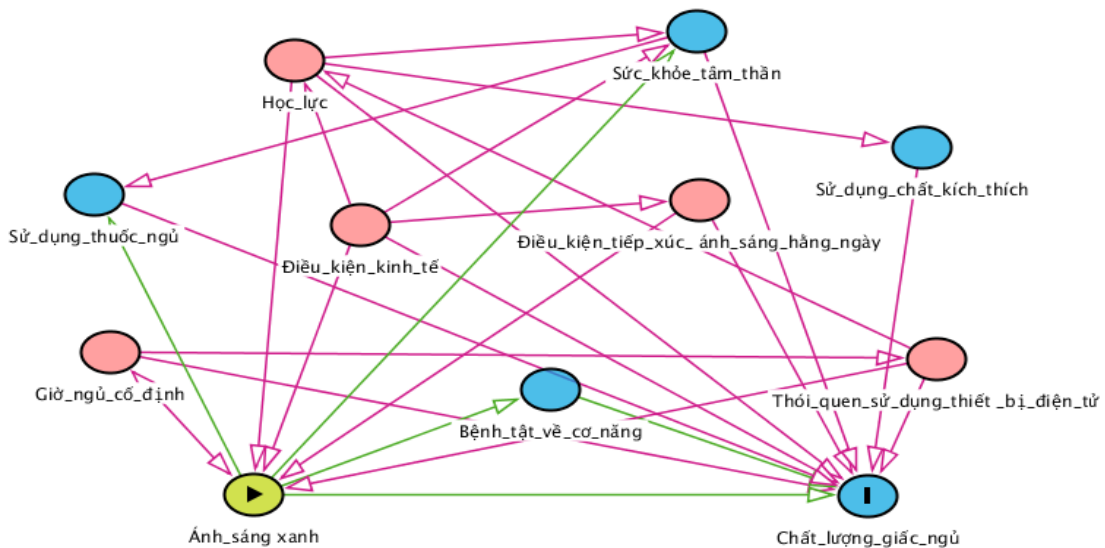 Sức_khỏe_tâm_thần
Học_lực
Sử_dụng_chất_kích_thích
Sử_dụng_thuốc_ngủ
Điều_kiện_tiếp_xúc_ ánh_sáng_hằng_ngày
Điều_kiện_kinh_tế
Giờ_ngủ_cố_định
Thói_quen_sử_dụng_thiết _bị_điện_tử
Bệnh_tật_về_cơ_năng
Ánh_sáng xanh
Chất_lượng_giấc_ngủ